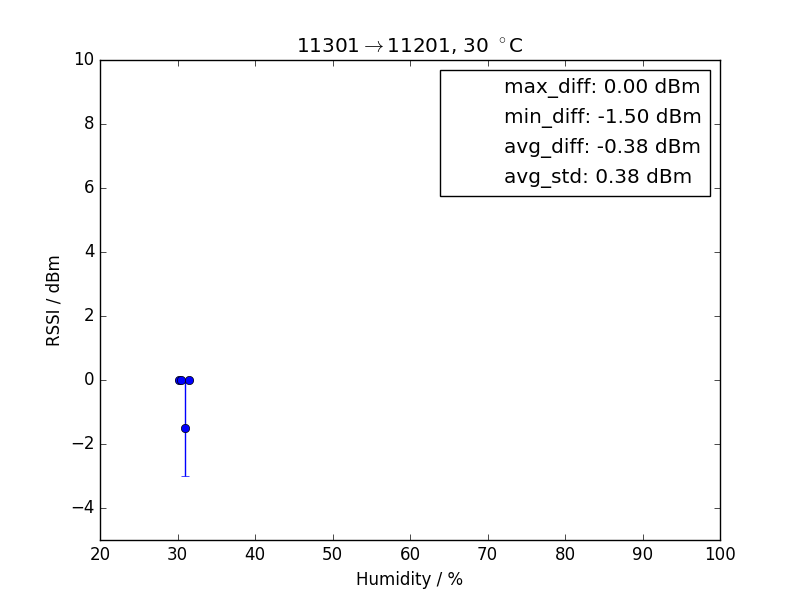 11301→11201, 30 °C
max_diff: 0.00 dBm
min_diff: -1.50 dBm
avg_diff: -0.38 dBm
avg_std: 0.38 dBm
RSSI / dBm
10
8
6
4
2
0
−2
−4
20 30 40 50 60 70 80 90 100
Humidity / %